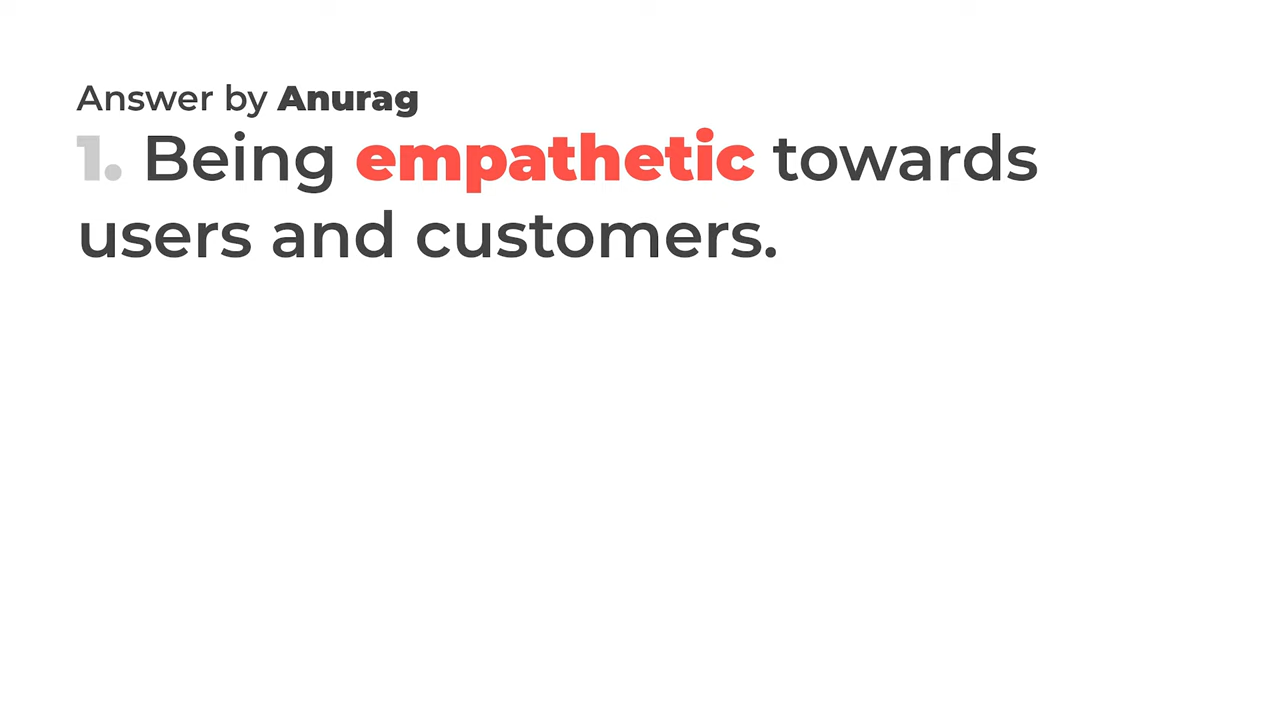 Answer by Anurag
1. Being empathetic towards
users and customers.